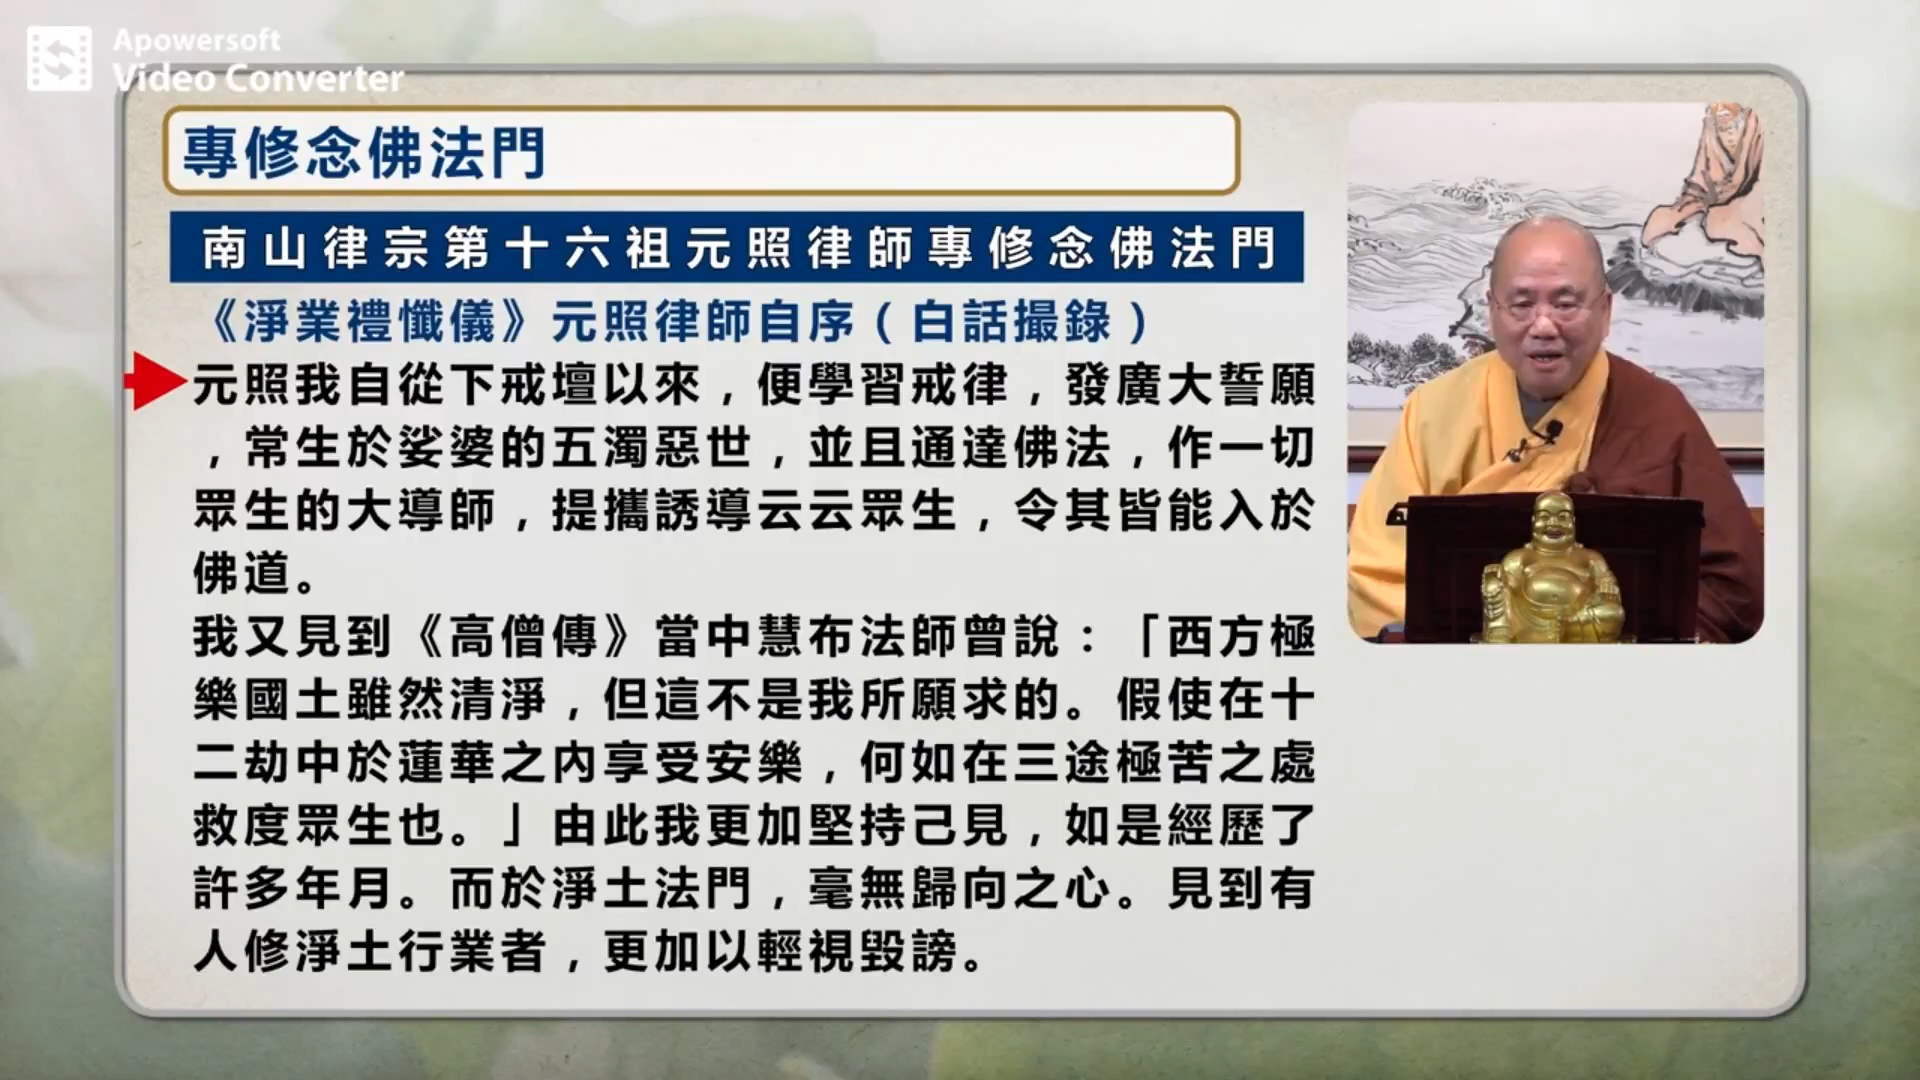 Apowersoft
Video Converter
專修念佛法門
南山律宗第十六祖元照律師專修念佛法門
《淨業禮懺儀》元照律師自序（白話撮錄）
元照我自從下戒壇以來，便學習戒律，發廣大誓願
，常生於娑婆的五濁惡世，並且通達佛法，作一切
眾生的大導師，提攜誘導云云眾生，令其皆能入於
佛道。
我又見到《高僧傳》當中慧布法師曾說：「西方極
樂國土雖然清淨，但這不是我所願求的。假使在十
二劫中於蓮華之內享受安樂，何如在三途極苦之處
救度眾生也。」由此我更加堅持己見，如是經歷了
許多年月。而於淨土法門，毫無歸向之心。見到有
人修淨土行業者，更加以輕視毀謗。